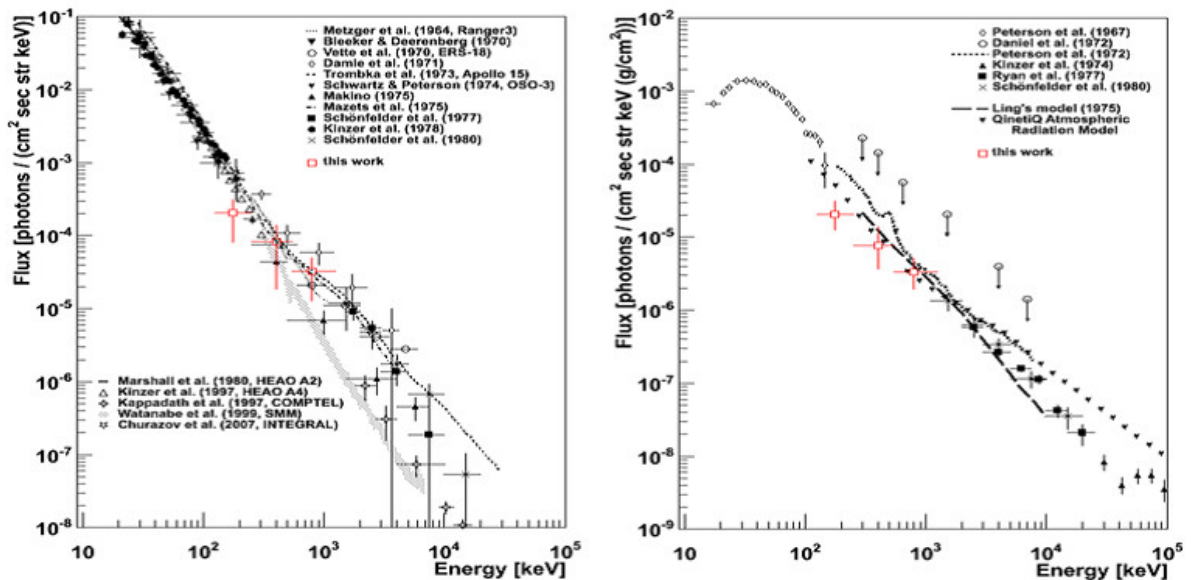 Flux [photons / (cm² sec str keV)]
10⁻¹
10⁻²
10⁻³
10⁻⁴
10⁻⁵
10⁻⁶
10⁻⁷
10⁻⁸
Metzger et al. (1964, Ranger3)
Bleeker & Deerenberg (1970)
Vette et al. (1970, ERS-18)
Damle et al. (1971)
Trombka et al. (1973, Apollo 15)
Schwartz & Peterson (1974, OSO-3)
Makino (1975)
Mazets et al. (1975)
Schönfelder et al. (1977)
Kinzer et al. (1978)
Schönfelder et al. (1980)
this work
Marshall et al. (1980, HEAO A2)
Kinzer et al. (1997, HEAO A4)
Kappadath et al. (1997, COMPTEL)
Watanabe et al. (1999, SMM)
Churazov et al. (2007, INTEGRAL)
10 10² 10³ 10⁴ 10⁵
Energy [keV]
Flux [photons / (cm² sec str keV (g/cm²))]
10⁻²
10⁻³
10⁻⁴
10⁻⁵
10⁻⁶
10⁻⁷
10⁻⁸
10⁻⁹
Peterson et al. (1967)
Daniel et al. (1972)
Peterson et al. (1972)
Kinzer et al. (1974)
Ryan et al. (1977)
Schönfelder et al. (1980)
Ling's model (1975)
QinetiQ Atmospheric
Radiation Model
this work
10 10² 10³ 10⁴ 10⁵
Energy [keV]